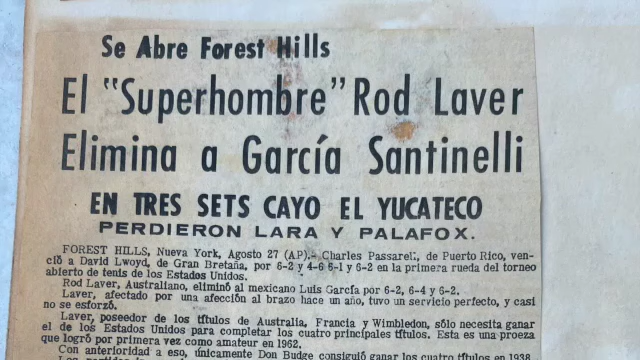 Se Abre Forest Hills
El "Superhombre" Rod Laver
Elimina a García Santinelli
EN TRES SETS CAYO EL YUCATECO
PERDIERON LARA Y PALAFOX.
FOREST HILLS, Nueva York, Agosto 27 (AP).- Charles Passarell, de Puerto Rico, ven-
ció a David Lwoyd, de Gran Bretaña, por 6-2 y 4-6 6-1 y 6-2 en la primera rueda del torneo
abierto de tenis de los Estados Unidos.
Rod Laver, Australiano, eliminó al mexicano Luis García por 6-2, 6-4 y 6-2.
Laver, afectado por una afección al brazo hace un año, tuvo un servicio perfecto, y casi
no se esforzó.
Laver, poseedor de los títulos de Australia, Francia y Wimbledon, sólo necesita ganar
el de los Estados Unidos para completar los cuatro principales títulos. Esta es una proeza
que logró por primera vez como amateur en 1962.
Con anterioridad a eso, únicamente Don Budge consiguió ganar los cuatro títulos en 1938.